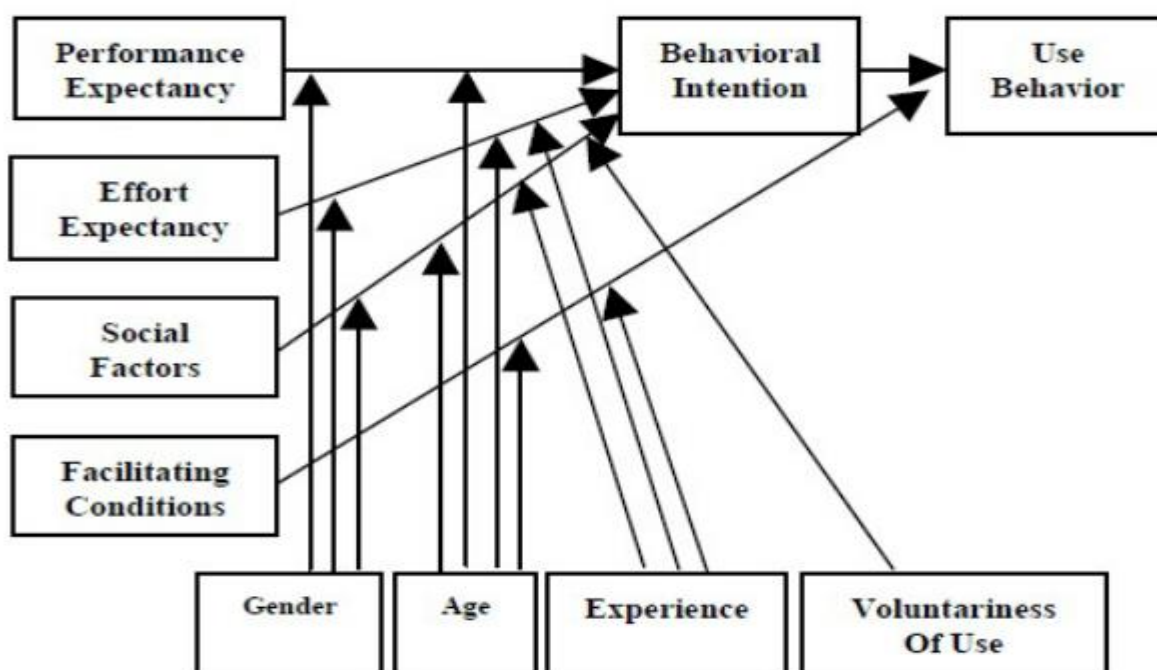 Performance
Expectancy
Behavioral
Intention
Use
Behavior
Effort
Expectancy
Social
Factors
Facilitating
Conditions
Gender
Age
Experience
Voluntariness
Of Use